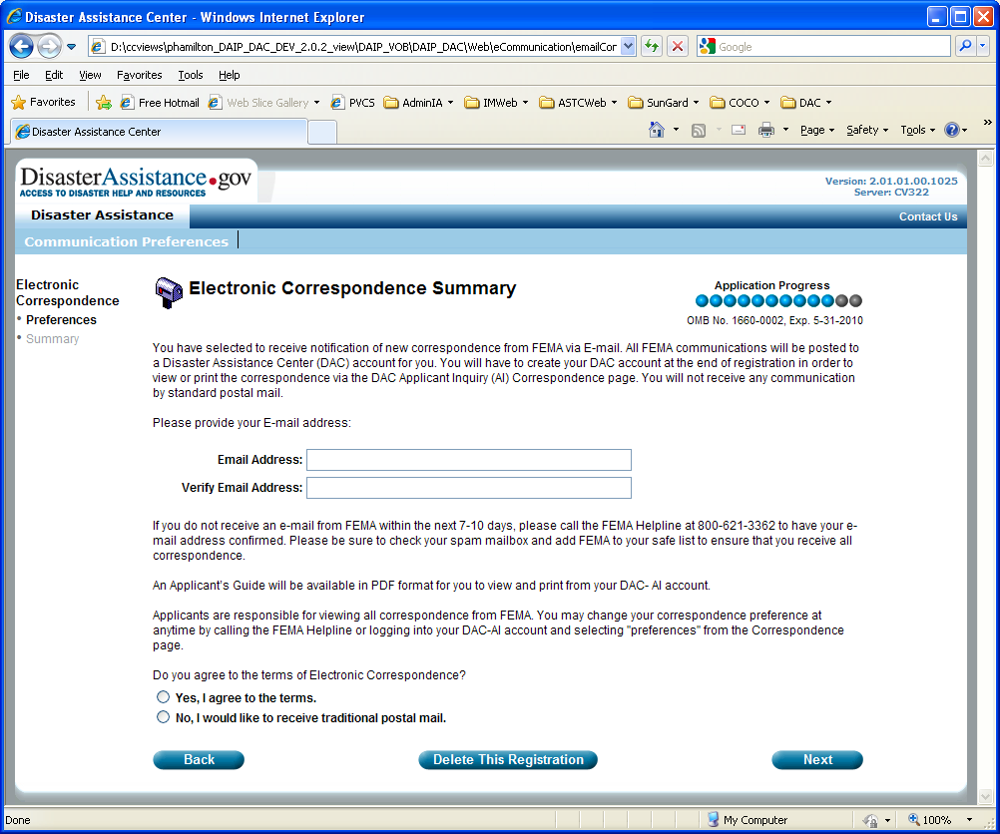 Disaster Assistance Center - Windows Internet Explorer
D:\ccviews\phamilton_DAIP_DAC_DEV_2.0.2_view\DAIP_VOB\DAIP_DAC\Web\eCommunication\emailCor
Google
File Edit View Favorites Tools Help
Favorites Free Hotmail Web Slice Gallery PVCS AdminIA IMWeb ASTCWeb SunGard COCO DAC
Disaster Assistance Center
Page Safety Tools »
DisasterAssistance.gov
ACCESS TO DISASTER HELP AND RESOURCES
Version: 2.01.01.00.1025
Server: CV322
Disaster Assistance
Contact Us
Communication Preferences
Electronic
Correspondence
• Preferences
• Summary
Electronic Correspondence Summary
Application Progress
OMB No. 1660-0002, Exp. 5-31-2010
You have selected to receive notification of new correspondence from FEMA via E-mail. All FEMA communications will be posted to
a Disaster Assistance Center (DAC) account for you. You will have to create your DAC account at the end of registration in order to
view or print the correspondence via the DAC Applicant Inquiry (AI) Correspondence page. You will not receive any communication
by standard postal mail.
Please provide your E-mail address:
Email Address:
Verify Email Address:
If you do not receive an e-mail from FEMA within the next 7-10 days, please call the FEMA Helpline at 800-621-3362 to have your e-
mail address confirmed. Please be sure to check your spam mailbox and add FEMA to your safe list to ensure that you receive all
correspondence.
An Applicant's Guide will be available in PDF format for you to view and print from your DAC- AI account.
Applicants are responsible for viewing all correspondence from FEMA. You may change your correspondence preference at
anytime by calling the FEMA Helpline or logging into your DAC-AI account and selecting "preferences" from the Correspondence
page.
Do you agree to the terms of Electronic Correspondence?
Yes, I agree to the terms.
No, I would like to receive traditional postal mail.
Back
Delete This Registration
Next
Done
My Computer
100%